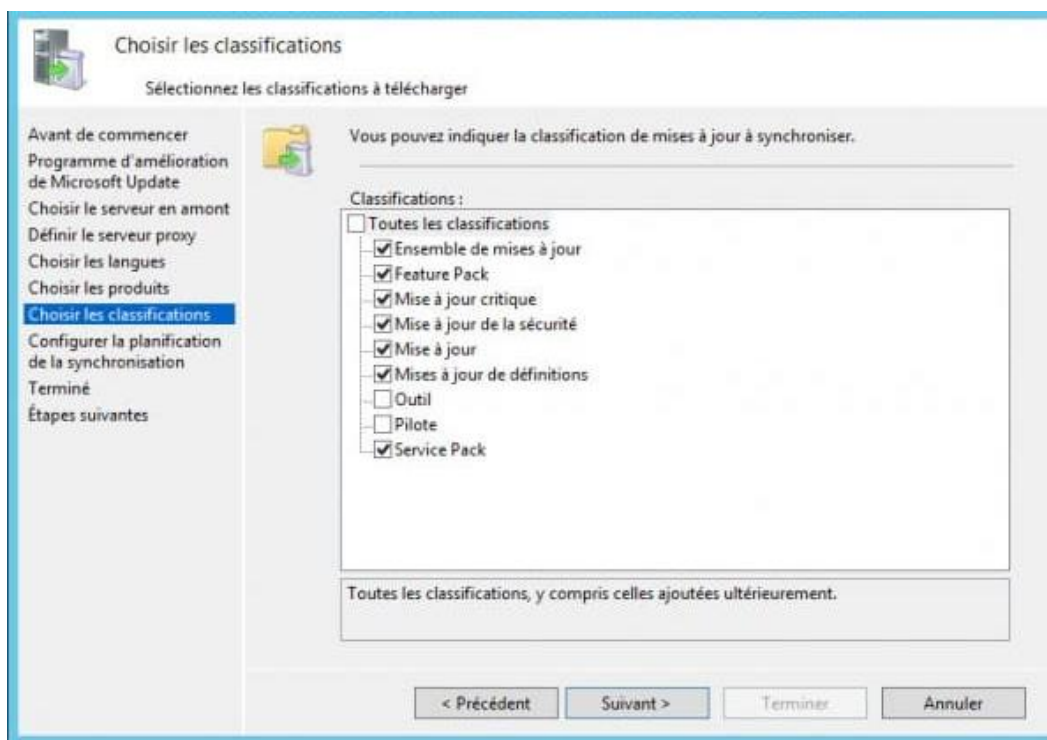 Choisir les classifications
Sélectionnez les classifications à télécharger
Avant de commencer
Programme d'amélioration
de Microsoft Update
Choisir le serveur en amont
Définir le serveur proxy
Choisir les langues
Choisir les produits
Choisir les classifications
Configurer la planification
de la synchronisation
Terminé
Étapes suivantes
Vous pouvez indiquer la classification de mises à jour à synchroniser.
Classifications :
Toutes les classifications
Ensemble de mises à jour
Feature Pack
Mise à jour critique
Mise à jour de la sécurité
Mise à jour
Mises à jour de définitions
Outil
Pilote
Service Pack
Toutes les classifications, y compris celles ajoutées ultérieurement.
< Précédent
Suivant >
Terminer
Annuler